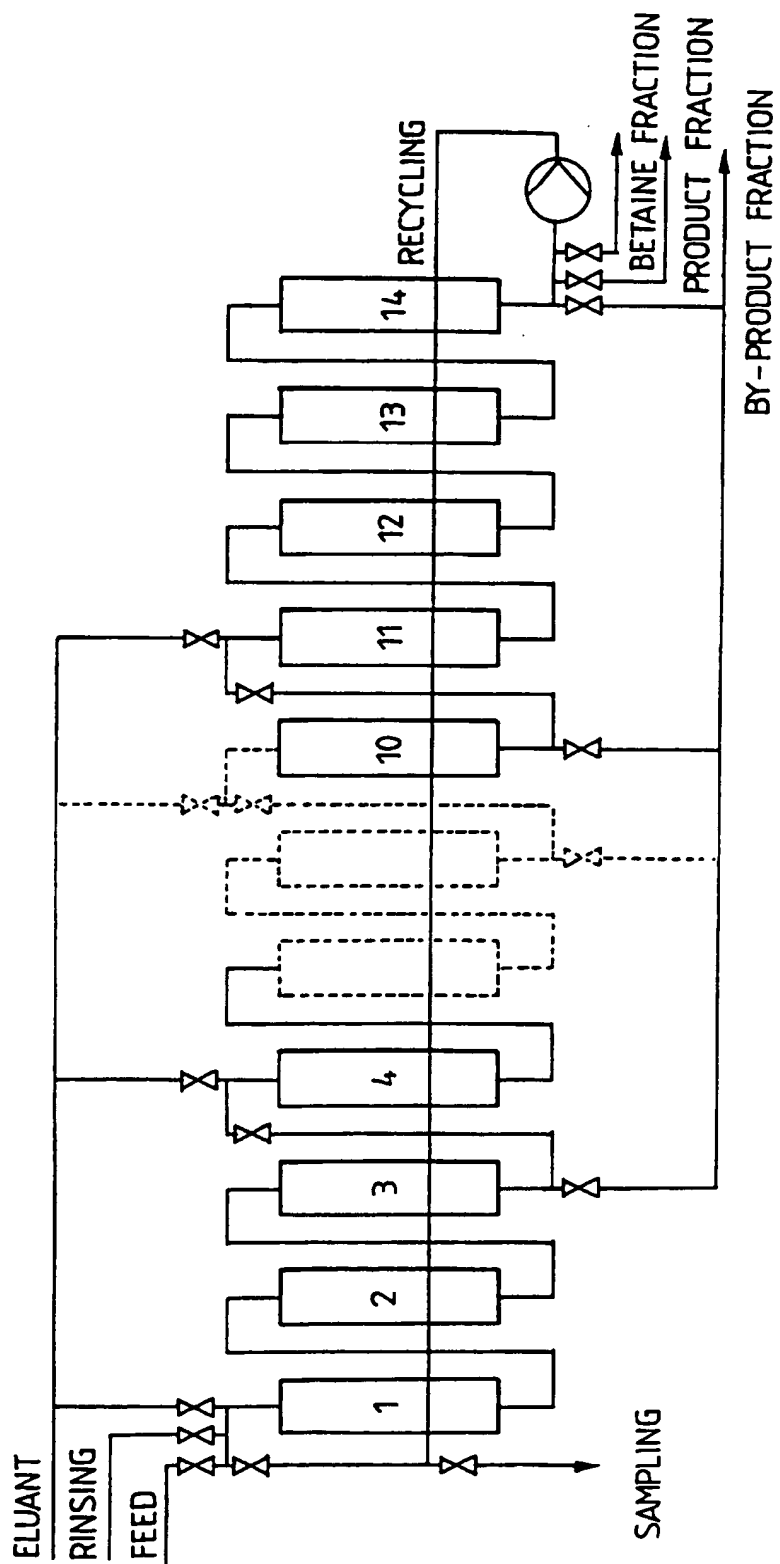 ELUANT
RINSING
FEED
SAMPLING
1
2
3
4
10
11
12
13
14
RECYCLING
BETAINE FRACTION
PRODUCT FRACTION
BY-PRODUCT FRACTION